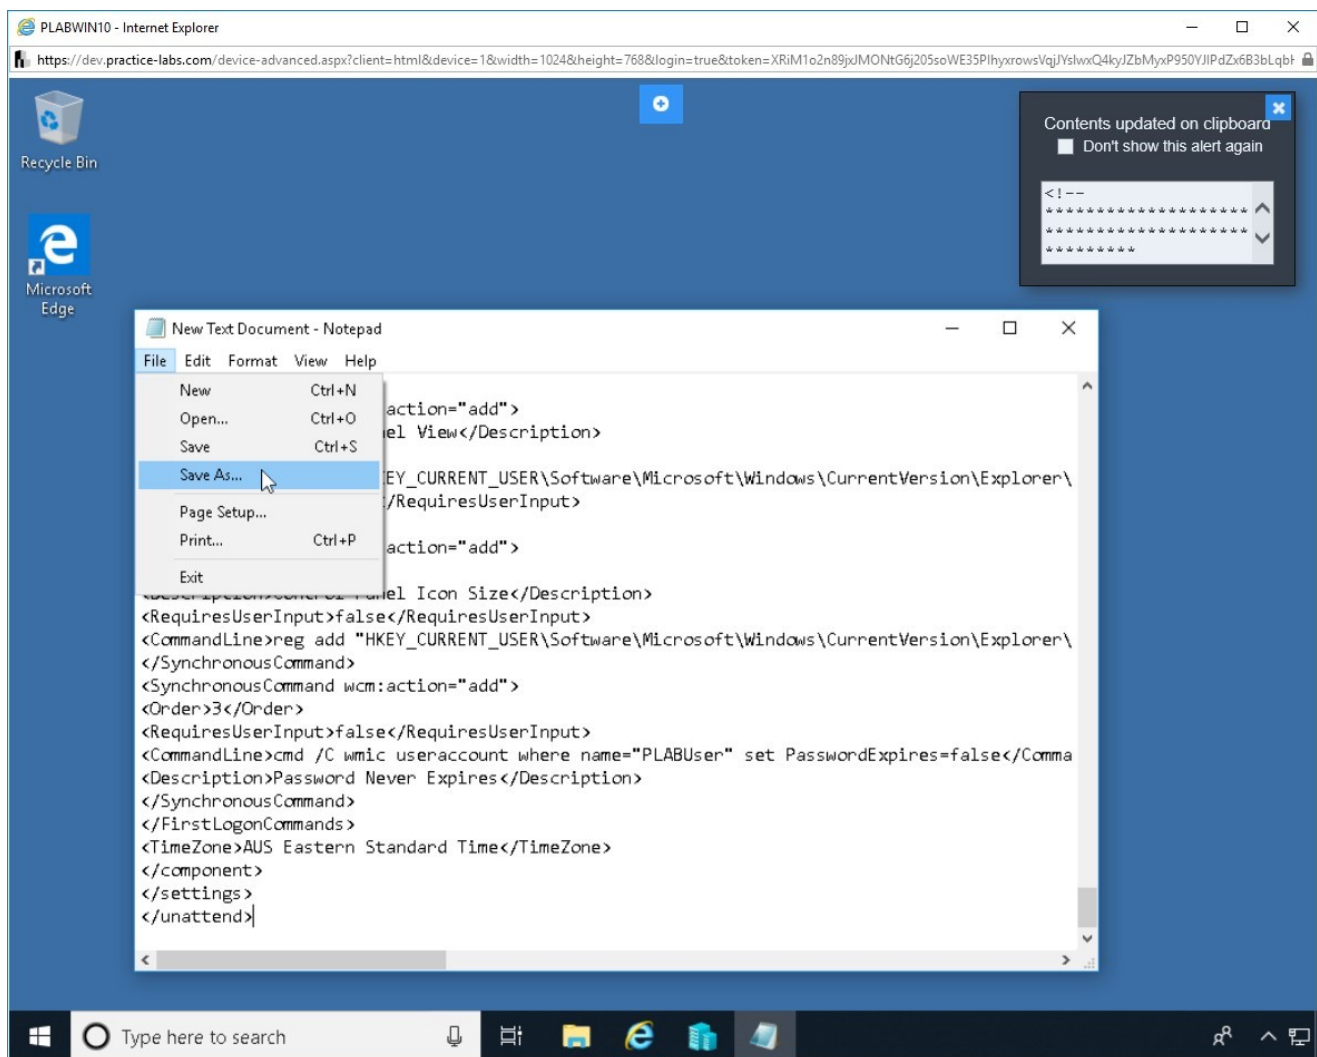 PLABWIN10 - Internet Explorer
https://dev.practice-labs.com/device-advanced.aspx?client=html&device=1&width=1024&height=768&login=true&token=
Recycle Bin
Microsoft
Edge
Contents updated on clipboard
Don't show this alert again
<!--
********************
********************
*********
New Text Document - Notepad
File Edit Format View Help
New Ctrl+N
Open... Ctrl+O
Save Ctrl+S
Save As...
Page Setup...
Print... Ctrl+P
Exit
action="add">
el View</Description>
EY_CURRENT_USER\Software\Microsoft\Windows\CurrentVersion\Explorer\
/RequiresUserInput>
action="add">
Icon Size</Description>
<RequiresUserInput>false</RequiresUserInput>
<CommandLine>reg add "HKEY_CURRENT_USER\Software\Microsoft\Windows\CurrentVersion\Explorer\
</SynchronousCommand>
<SynchronousCommand wcm:action="add">
<Order>3</Order>
<RequiresUserInput>false</RequiresUserInput>
<CommandLine>cmd /C wmic useraccount where name="PLABUser" set PasswordExpires=false</Comma
<Description>Password Never Expires</Description>
</SynchronousCommand>
</FirstLogonCommands>
<TimeZone>AUS Eastern Standard Time</TimeZone>
</component>
</settings>
</unattend>
Type here to search